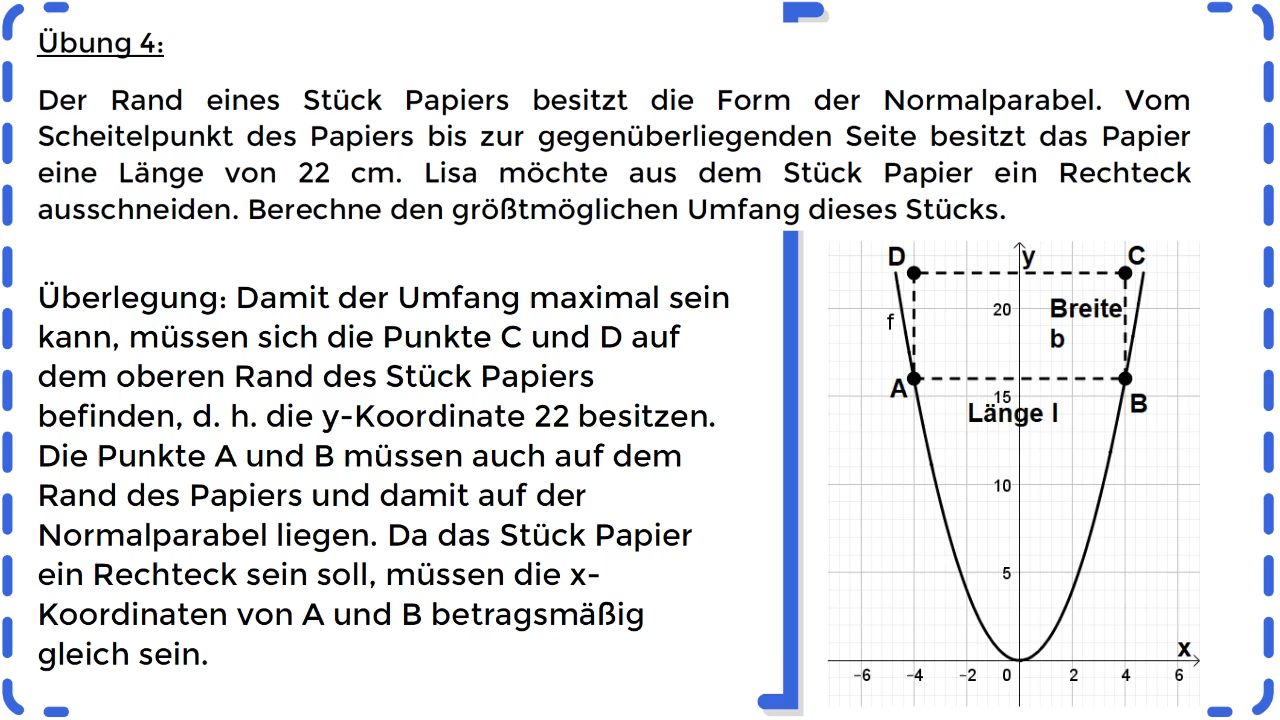 Übung 4:
Der Rand eines Stück Papiers besitzt die Form der Normalparabel. Vom
Scheitelpunkt des Papiers bis zur gegenüberliegenden Seite besitzt das Papier
eine Länge von 22 cm. Lisa möchte aus dem Stück Papier ein Rechteck
ausschneiden. Berechne den größtmöglichen Umfang dieses Stücks.
Überlegung: Damit der Umfang maximal sein
kann, müssen sich die Punkte C und D auf
dem oberen Rand des Stück Papiers
befinden, d. h. die y-Koordinate 22 besitzen.
Die Punkte A und B müssen auch auf dem
Rand des Papiers und damit auf der
Normalparabel liegen. Da das Stück Papier
ein Rechteck sein soll, müssen die x-
Koordinaten von A und B betragsmäßig
gleich sein.
D y C
20 Breite
f
b
A 15 B
Länge l
10
5
x
-6 -4 -2 0 2 4 6